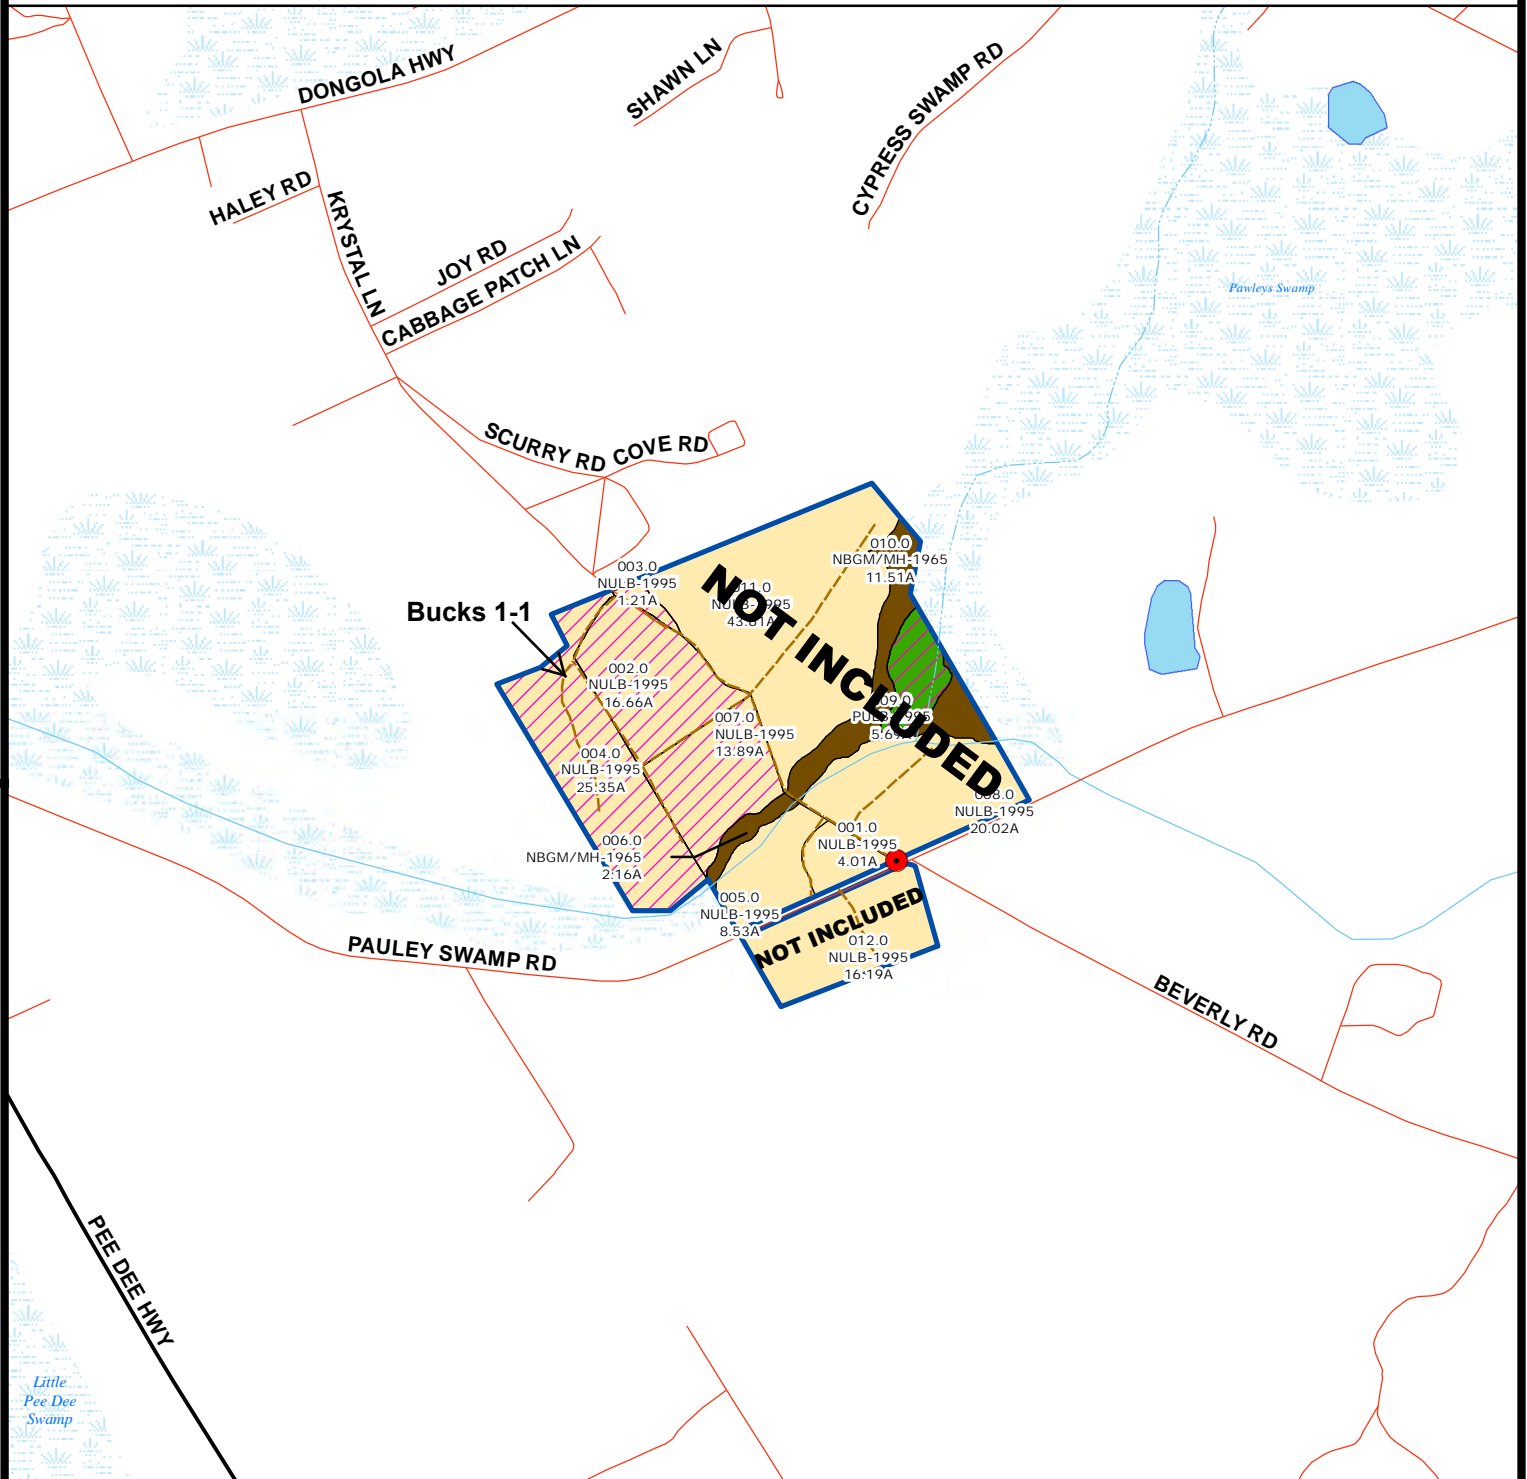 DONGOLA HWY
SHAWN LN
CYPRESS SWAMP RD
HALEY RD
KRYSTAL LN
JOY RD
CABBAGE PATCH LN
Pawleys Swamp
SCURRY RD
COVE RD
010.0
NBGM/MH-1965
11.51A
003.0
NULB-1995
1.21A
NOT INCLUDED
Bucks 1-1
002.0
NULB-1995
16.66A
007.0
NULB-1995
13.89A
004.0
NULB-1995
25.35A
NULB-1995
20.02A
001.0
NULB-1995
4.01A
006.0
NBGM/MH-1965
2.16A
005.0
NULB-1995
8.53A
NOT INCLUDED
012.0
NULB-1995
16.19A
PAULEY SWAMP RD
BEVERLY RD
PEE DEE HWY
Little
Pee Dee
Swamp